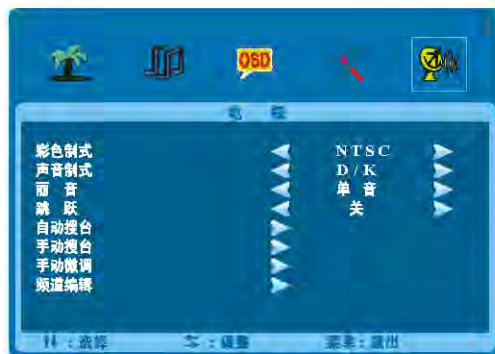 OSD
电视
彩色制式 NTSC
声音制式 D/K
丽音 单音
跳跃 关
自动搜台
手动搜台
手动微调
频道编辑
：选择 ：调整 菜单：退出